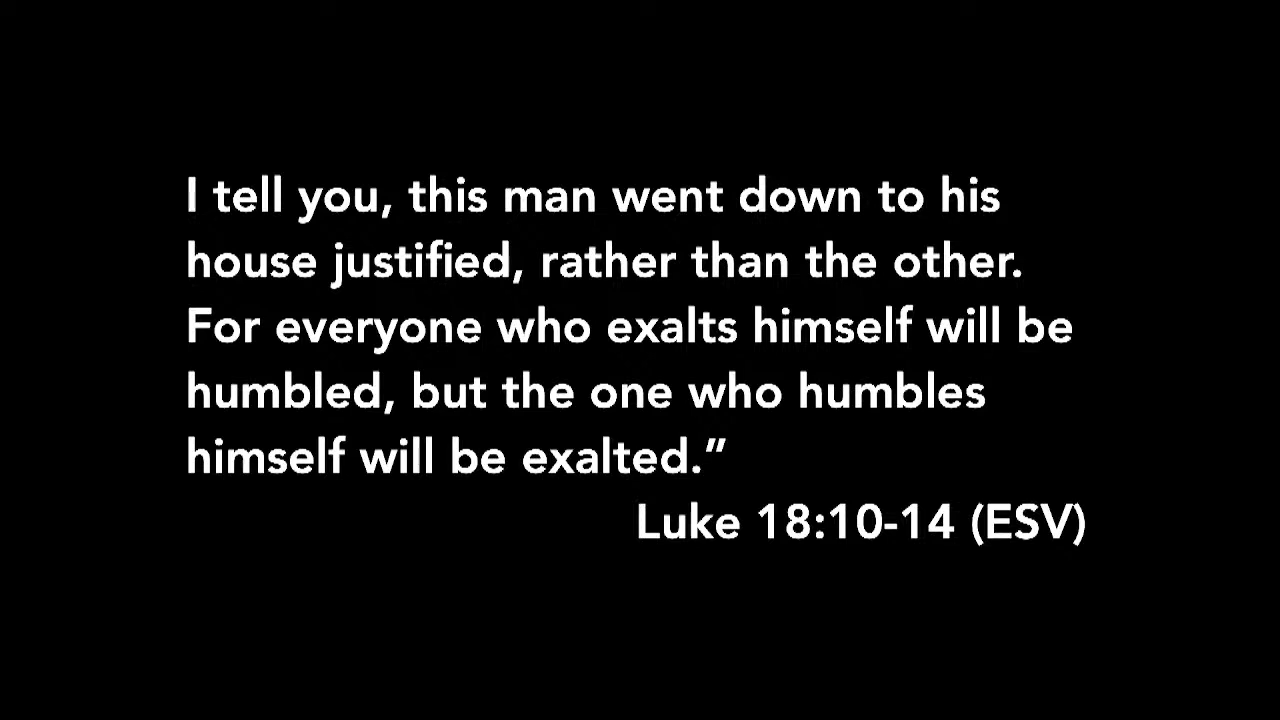 I tell you, this man went down to his
house justified, rather than the other.
For everyone who exalts himself will be
humbled, but the one who humbles
himself will be exalted.”
Luke 18:10-14 (ESV)